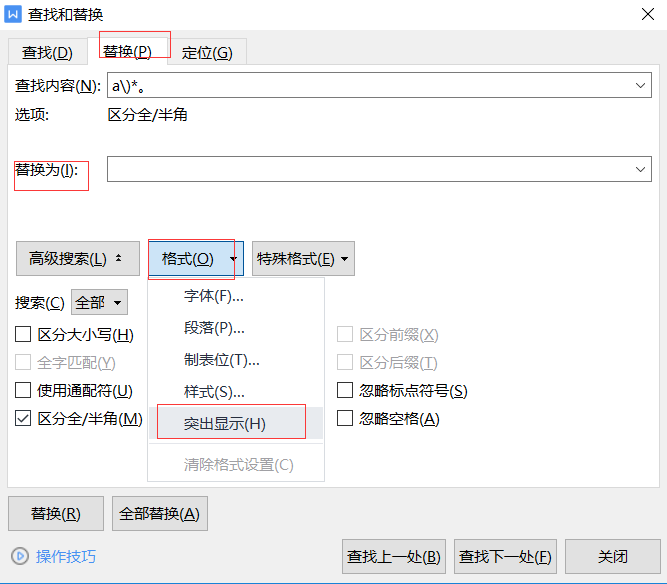 W 查找和替换
查找(D) 替换(P) 定位(G)
查找内容(N): a\)*。
选项: 区分全/半角
替换为(I):
高级搜索(L) 格式(O) 特殊格式(E)
搜索(C) 全部
字体(F)...
段落(P)...
制表位(T)...
样式(S)...
突出显示(H)
清除格式设置(C)
区分大小写(H)
全字匹配(Y)
使用通配符(U)
区分全/半角(M)
区分前缀(X)
区分后缀(T)
忽略标点符号(S)
忽略空格(A)
替换(R) 全部替换(A)
操作技巧
查找上一处(B) 查找下一处(F) 关闭